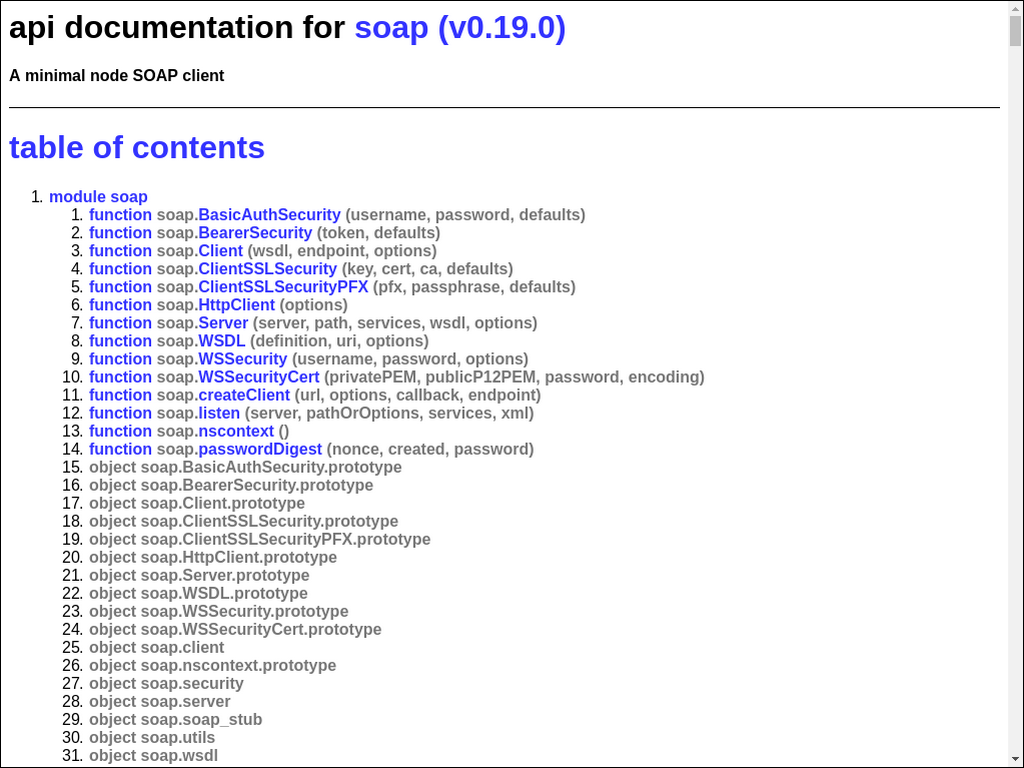 api documentation for soap (v0.19.0)
A minimal node SOAP client
table of contents
1. module soap
1. function soap.BasicAuthSecurity (username, password, defaults)
2. function soap.BearerSecurity (token, defaults)
3. function soap.Client (wsdl, endpoint, options)
4. function soap.ClientSSLSecurity (key, cert, ca, defaults)
5. function soap.ClientSSLSecurityPFX (pfx, passphrase, defaults)
6. function soap.HttpClient (options)
7. function soap.Server (server, path, services, wsdl, options)
8. function soap.WSDL (definition, uri, options)
9. function soap.WSSecurity (username, password, options)
10. function soap.WSSecurityCert (privatePEM, publicP12PEM, password, encoding)
11. function soap.createClient (url, options, callback, endpoint)
12. function soap.listen (server, pathOrOptions, services, xml)
13. function soap.nscontext ()
14. function soap.passwordDigest (nonce, created, password)
15. object soap.BasicAuthSecurity.prototype
16. object soap.BearerSecurity.prototype
17. object soap.Client.prototype
18. object soap.ClientSSLSecurity.prototype
19. object soap.ClientSSLSecurityPFX.prototype
20. object soap.HttpClient.prototype
21. object soap.Server.prototype
22. object soap.WSDL.prototype
23. object soap.WSSecurity.prototype
24. object soap.WSSecurityCert.prototype
25. object soap.client
26. object soap.nscontext.prototype
27. object soap.security
28. object soap.server
29. object soap.soap_stub
30. object soap.utils
31. object soap.wsdl